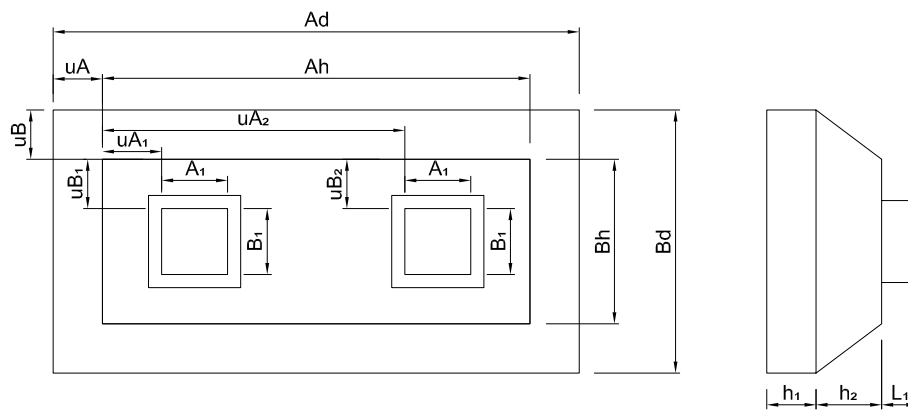 Ad
uA
Ah
uB
uA₂
uA₁
uB₁
A₁
uB₂
A₁
B₁
B₁
Bh
Bd
h₁
h₂
L₁